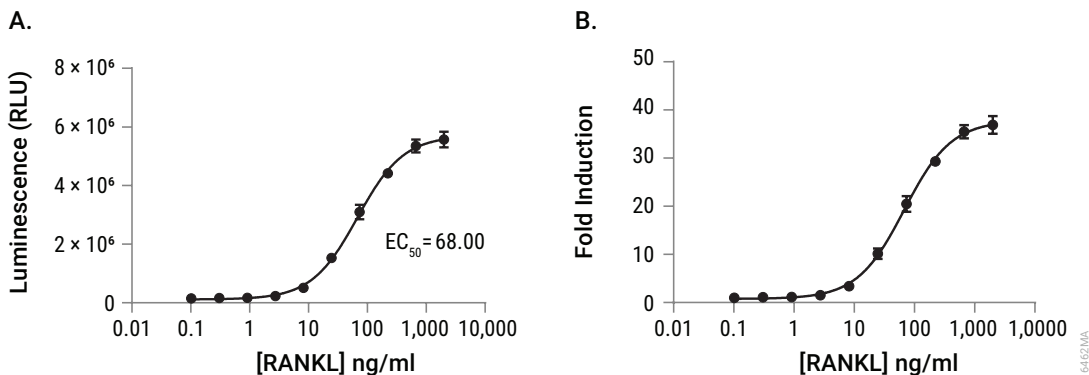 A.
Luminescence (RLU)
8 × 10⁶
6 × 10⁶
4 × 10⁶
2 × 10⁶
0
0.01 0.1 1 10 100 1,000 10,000
[RANKL] ng/ml
EC₅₀= 68.00
B.
Fold Induction
50
40
30
20
10
0
0.01 0.1 1 10 100 1,000 1,0000
[RANKL] ng/ml
6462MA